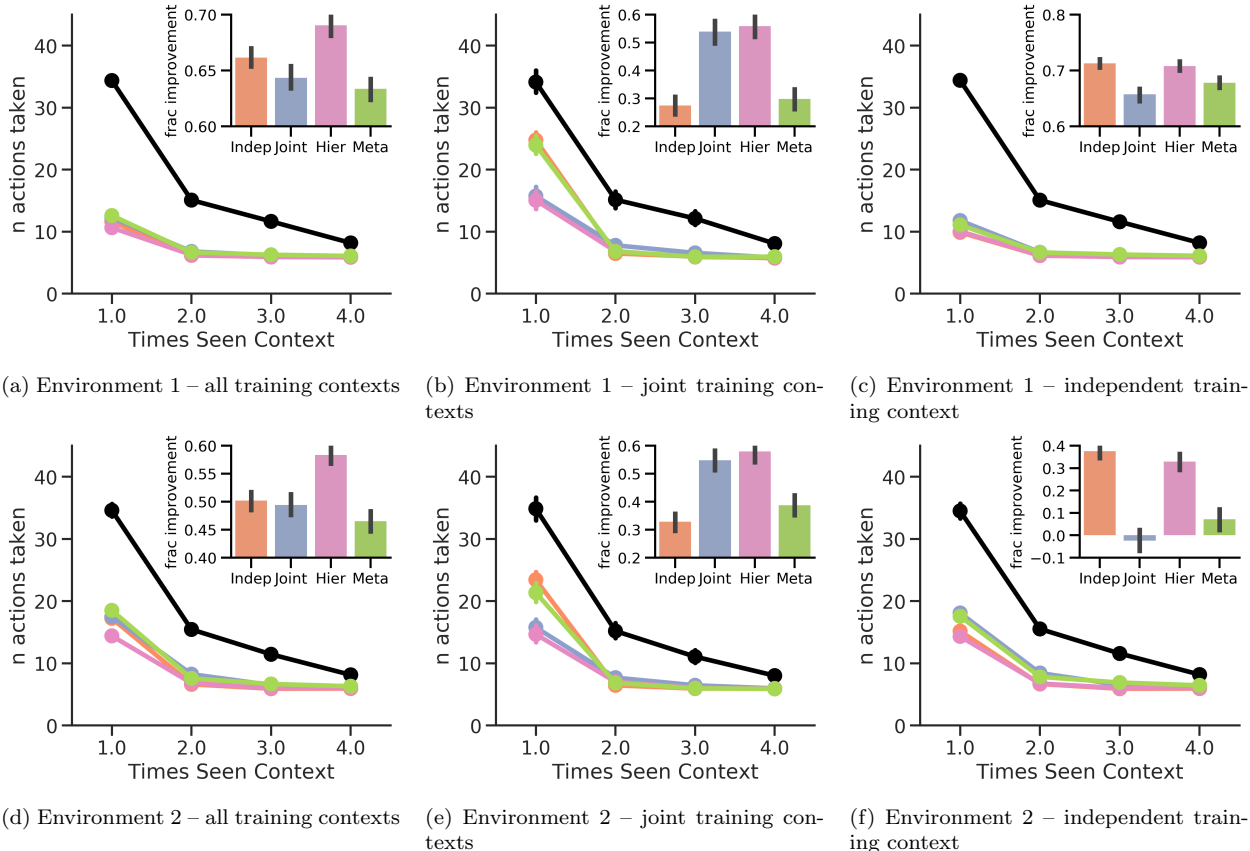 40
30
20
10
0
n actions taken
1.0 2.0 3.0 4.0
Times Seen Context
frac improvement
0.70
0.65
0.60
Indep Joint Hier Meta
(a) Environment 1 – all training contexts
40
30
20
10
0
n actions taken
1.0 2.0 3.0 4.0
Times Seen Context
frac improvement
0.6
0.5
0.4
0.3
0.2
Indep Joint Hier Meta
(b) Environment 1 – joint training con-
texts
40
30
20
10
0
n actions taken
1.0 2.0 3.0 4.0
Times Seen Context
frac improvement
0.8
0.7
0.6
Indep Joint Hier Meta
(c) Environment 1 – independent train-
ing context
40
30
20
10
0
n actions taken
1.0 2.0 3.0 4.0
Times Seen Context
frac improvement
0.60
0.55
0.50
0.45
0.40
Indep Joint Hier Meta
(d) Environment 2 – all training contexts
40
30
20
10
0
n actions taken
1.0 2.0 3.0 4.0
Times Seen Context
frac improvement
0.6
0.5
0.4
0.3
0.2
Indep Joint Hier Meta
(e) Environment 2 – joint training con-
texts
40
30
20
10
0
n actions taken
1.0 2.0 3.0 4.0
Times Seen Context
frac improvement
0.4
0.3
0.2
0.1
0.0
−0.1
Indep Joint Hier Meta
(f) Environment 2 – independent train-
ing context